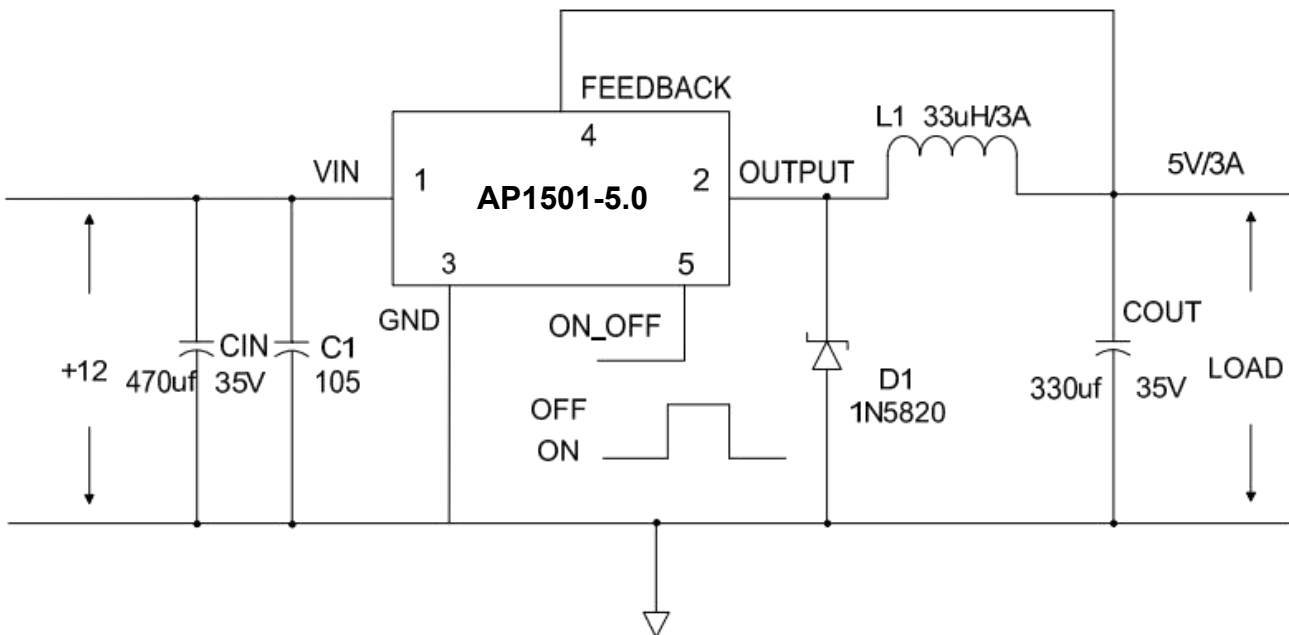 FEEDBACK
L1 33uH/3A
4
VIN
1
AP1501-5.0
2
OUTPUT
5V/3A
3
5
GND
ON_OFF
+12
470uf
CIN
35V
C1
105
D1
1N5820
COUT
330uf
35V
LOAD
OFF
ON